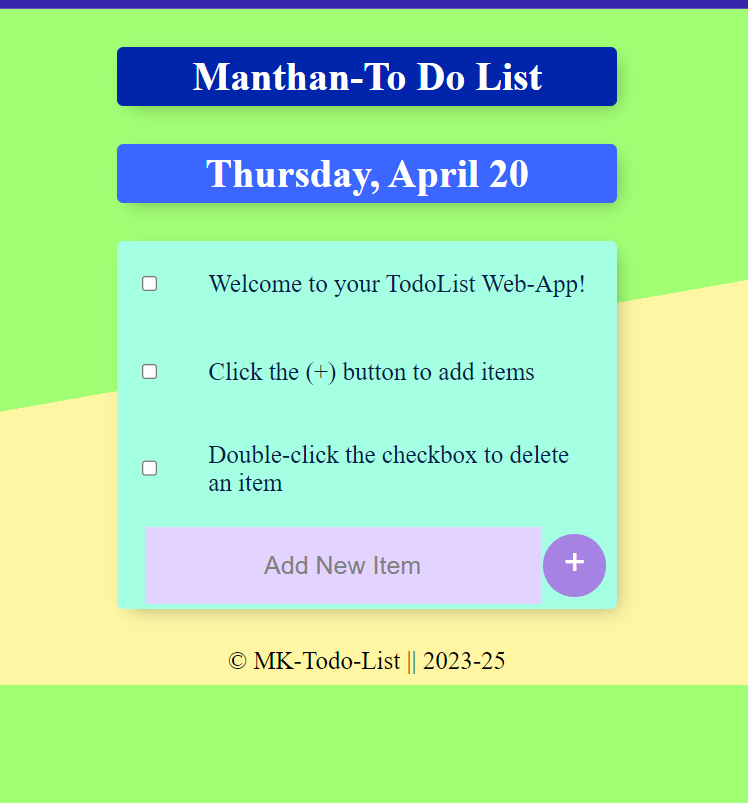 Manthan-To Do List
Thursday, April 20
Welcome to your TodoList Web-App!
Click the (+) button to add items
Double-click the checkbox to delete
an item
Add New Item
+
© MK-Todo-List || 2023-25